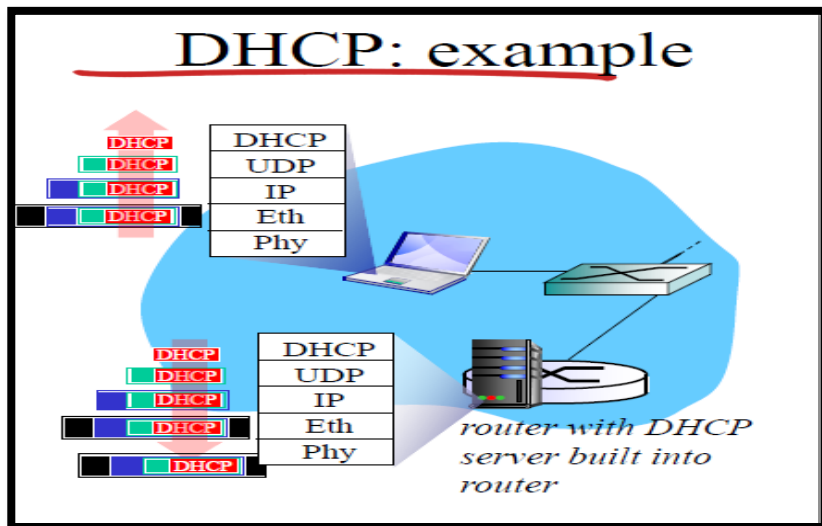 DHCP: example
DHCP
DHCP
DHCP
DHCP
DHCP
UDP
IP
Eth
Phy
DHCP
DHCP
DHCP
DHCP
DHCP
DHCP
UDP
IP
Eth
Phy
router with DHCP
server built into
router